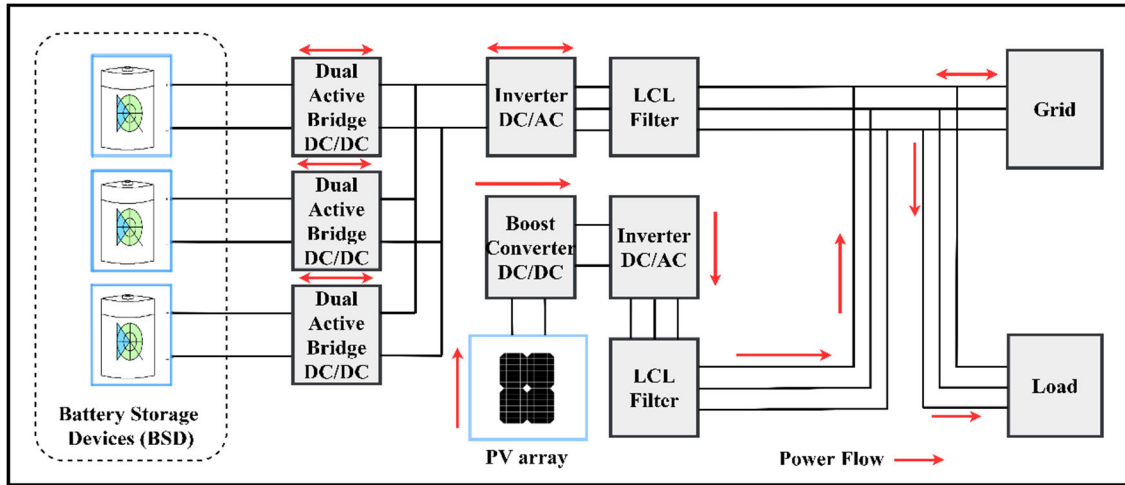 Dual
Active
Bridge
DC/DC
Inverter
DC/AC
LCL
Filter
Grid
Dual
Active
Bridge
DC/DC
Boost
Converter
DC/DC
Inverter
DC/AC
Dual
Active
Bridge
DC/DC
LCL
Filter
Load
Battery Storage
Devices (BSD)
PV array
Power Flow